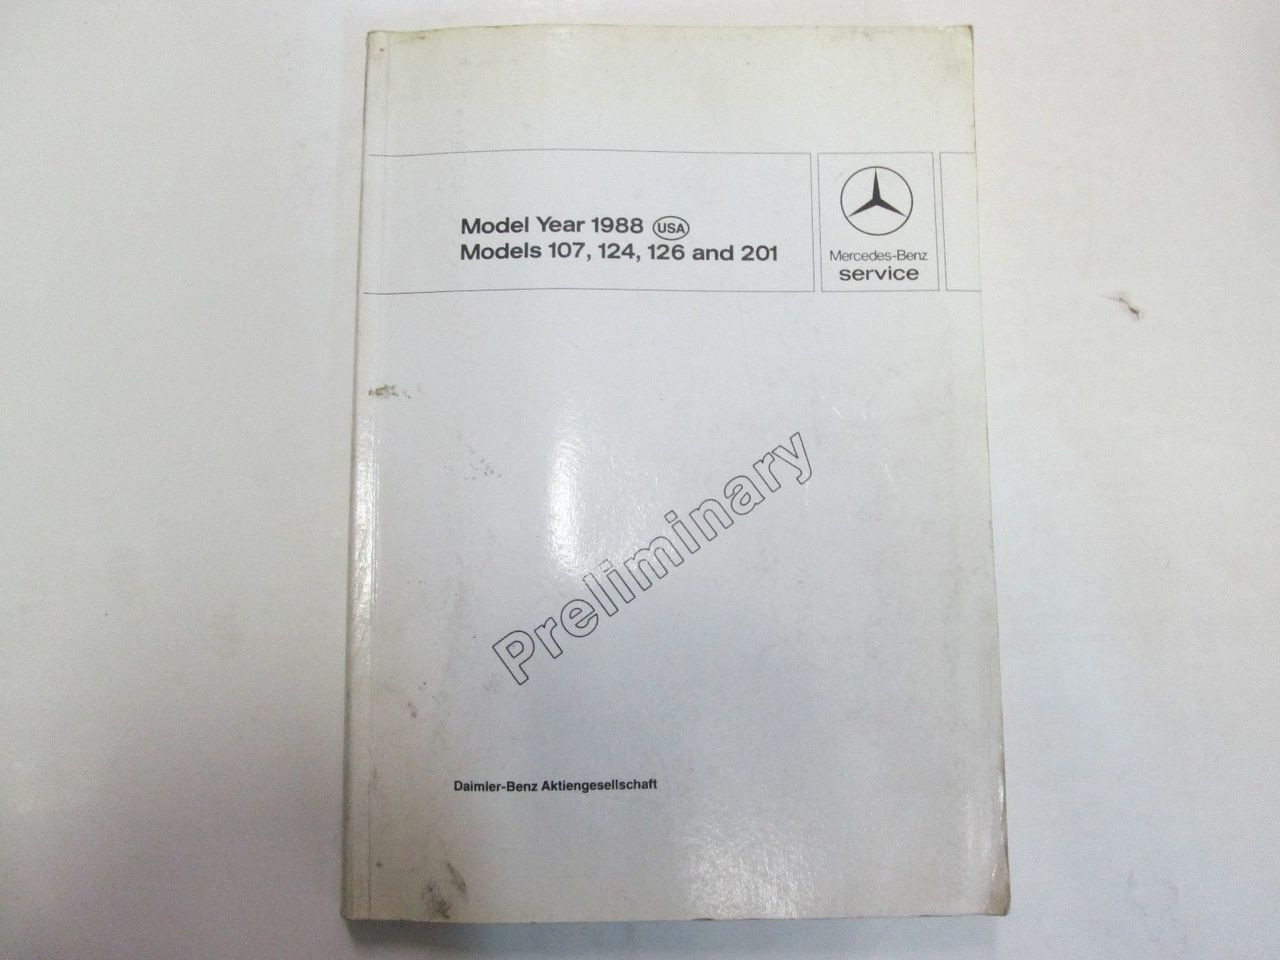 Model Year 1988 USA
Models 107, 124, 126 and 201
Mercedes-Benz
service
Preliminary
Daimler-Benz Aktiengesellschaft